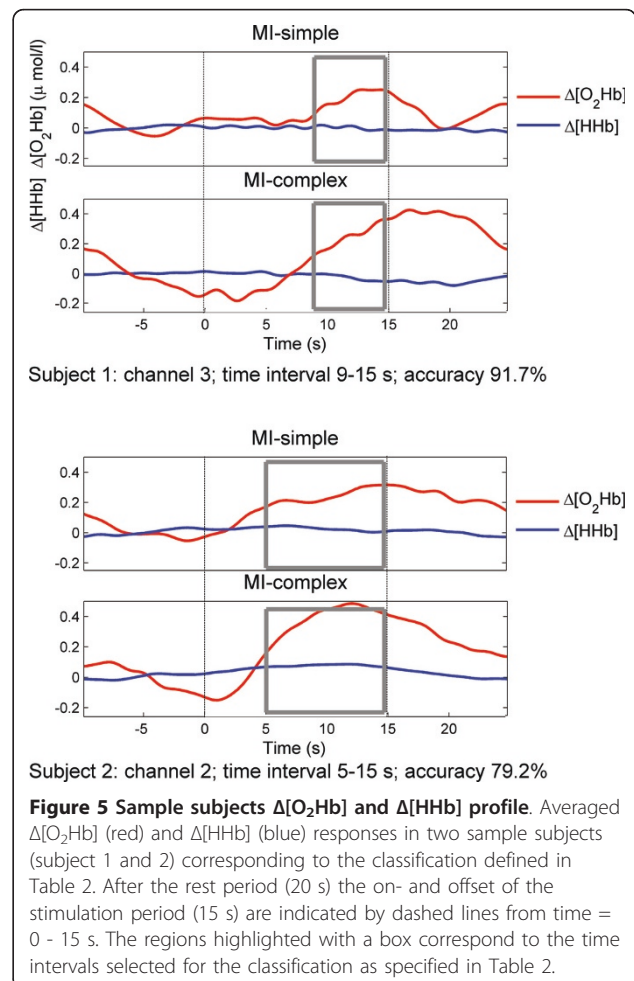 MI-simple
Δ[O₂Hb] (μ mol/l)
Δ[HHb]
0.4
0.2
0
-0.2
Δ[O₂Hb]
Δ[HHb]
MI-complex
0.4
0.2
0
-0.2
-5 0 5 10 15 20
Time (s)
Subject 1: channel 3; time interval 9-15 s; accuracy 91.7%
MI-simple
0.4
0.2
0
-0.2
Δ[O₂Hb]
Δ[HHb]
MI-complex
0.4
0.2
0
-0.2
-5 0 5 10 15 20
Time (s)
Subject 2: channel 2; time interval 5-15 s; accuracy 79.2%
Figure 5 Sample subjects Δ[O₂Hb] and Δ[HHb] profile. Averaged
Δ[O₂Hb] (red) and Δ[HHb] (blue) responses in two sample subjects
(subject 1 and 2) corresponding to the classification defined in
Table 2. After the rest period (20 s) the on- and offset of the
stimulation period (15 s) are indicated by dashed lines from time =
0 - 15 s. The regions highlighted with a box correspond to the time
intervals selected for the classification as specified in Table 2.